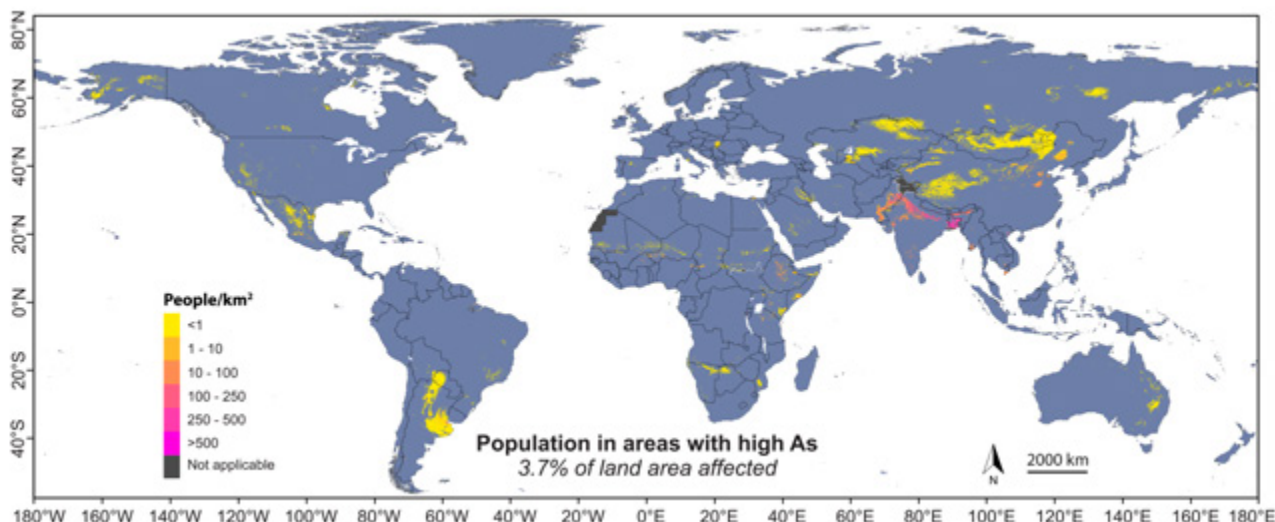 80°N
60°N
40°N
20°N
0°N
20°S
40°S
People/km²
<1
1 - 10
10 - 100
100 - 250
250 - 500
>500
Not applicable
Population in areas with high As
3.7% of land area affected
N
2000 km
180°W 160°W 140°W 120°W 100°W 80°W 60°W 40°W 20°W 0°E 20°E 40°E 60°E 80°E 100°E 120°E 140°E 160°E 180°E